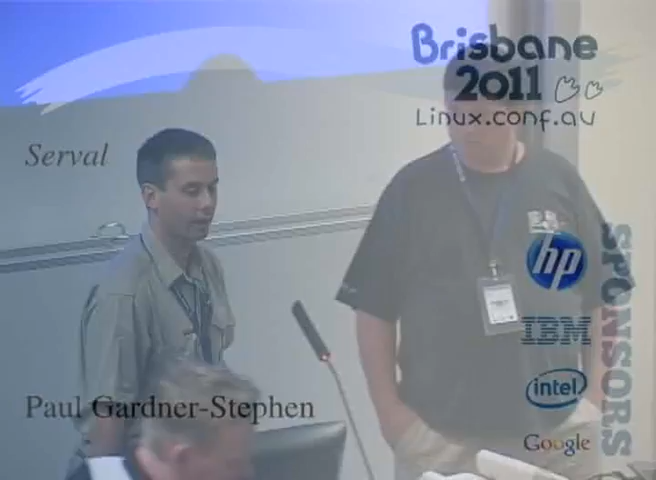 Brisbane
2011
Linux.conf.au
Serval
hp
IBM
intel
Google
SPONSORS
Paul Gardner-Stephen